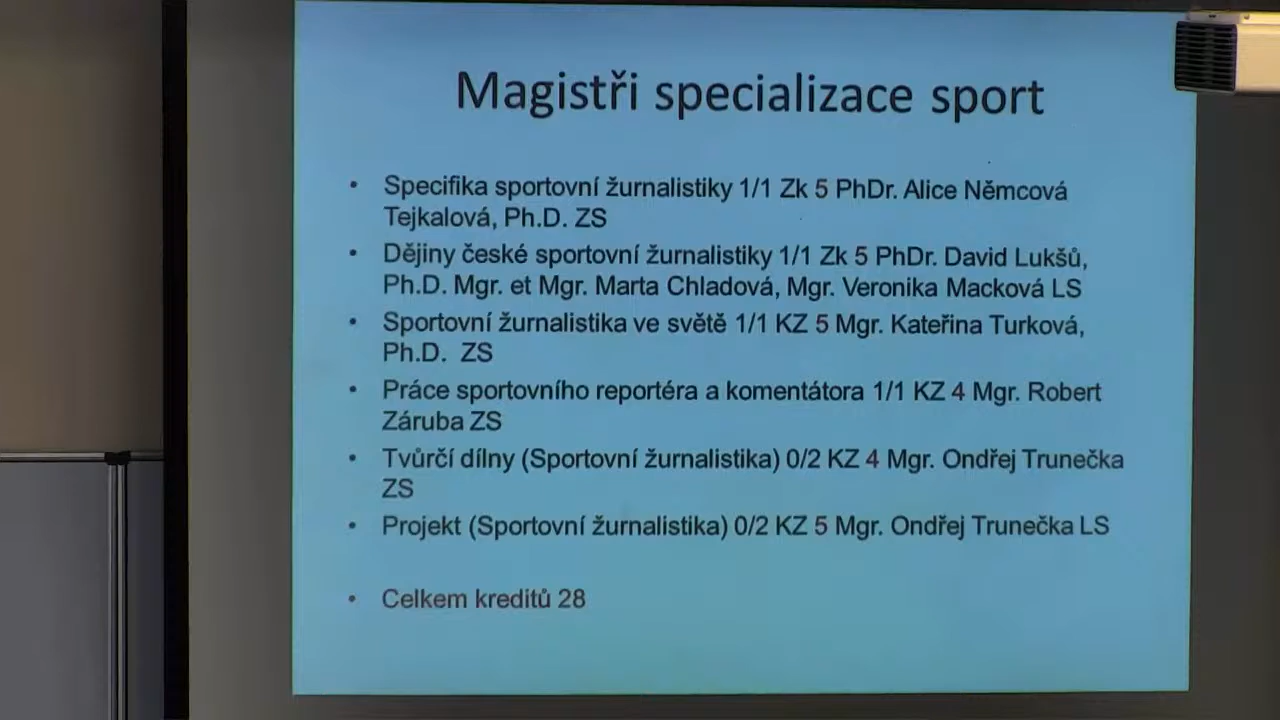 Magistři specializace sport
• Specifika sportovní žurnalistiky 1/1 Zk 5 PhDr. Alice Němcová
Tejkalová, Ph.D. ZS
• Dějiny české sportovní žurnalistiky 1/1 Zk 5 PhDr. David Lukšů,
Ph.D. Mgr. et Mgr. Marta Chladová, Mgr. Veronika Macková LS
• Sportovní žurnalistika ve světě 1/1 KZ 5 Mgr. Kateřina Turková,
Ph.D. ZS
• Práce sportovního reportéra a komentátora 1/1 KZ 4 Mgr. Robert
Záruba ZS
• Tvůrčí dílny (Sportovní žurnalistika) 0/2 KZ 4 Mgr. Ondřej Trunečka
ZS
• Projekt (Sportovní žurnalistika) 0/2 KZ 5 Mgr. Ondřej Trunečka LS
• Celkem kreditů 28